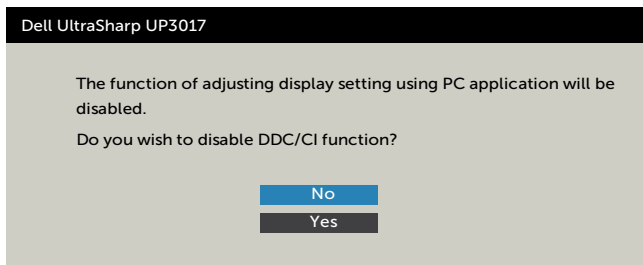 Dell UltraSharp UP3017
The function of adjusting display setting using PC application will be
disabled.
Do you wish to disable DDC/CI function?
No
Yes